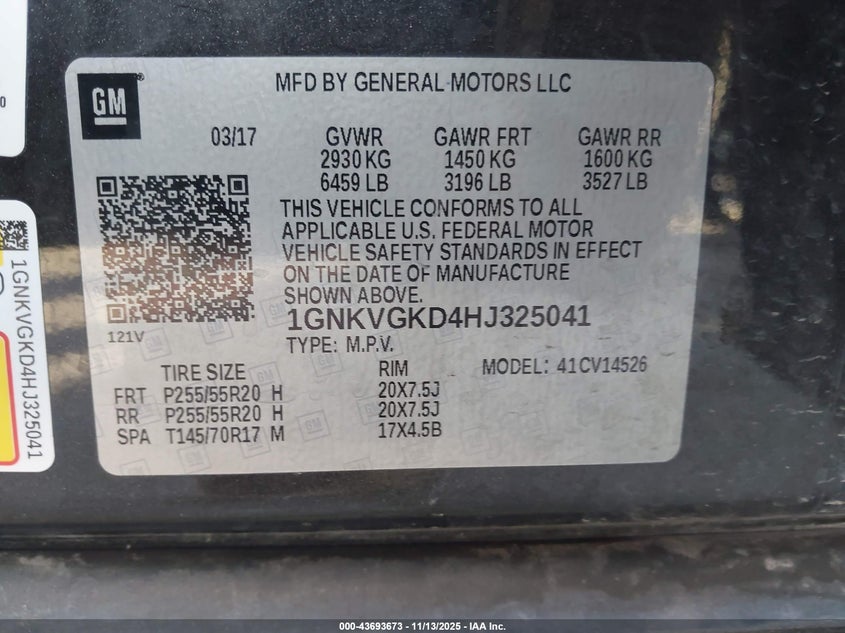 GM
MFD BY GENERAL MOTORS LLC
03/17 GVWR GAWR FRT GAWR RR
2930 KG 1450 KG 1600 KG
6459 LB 3196 LB 3527 LB
THIS VEHICLE CONFORMS TO ALL
APPLICABLE U.S. FEDERAL MOTOR
VEHICLE SAFETY STANDARDS IN EFFECT
ON THE DATE OF MANUFACTURE
SHOWN ABOVE.
1GNKVGKD4HJ325041
121V
TYPE: M.P.V.
TIRE SIZE RIM MODEL: 41CV14526
FRT P255/55R20 H 20X7.5J
RR P255/55R20 H 20X7.5J
SPA T145/70R17 M 17X4.5B
1GNKVGKD4HJ325041
0
000-43693673 - 11/13/2025 - IAA Inc.